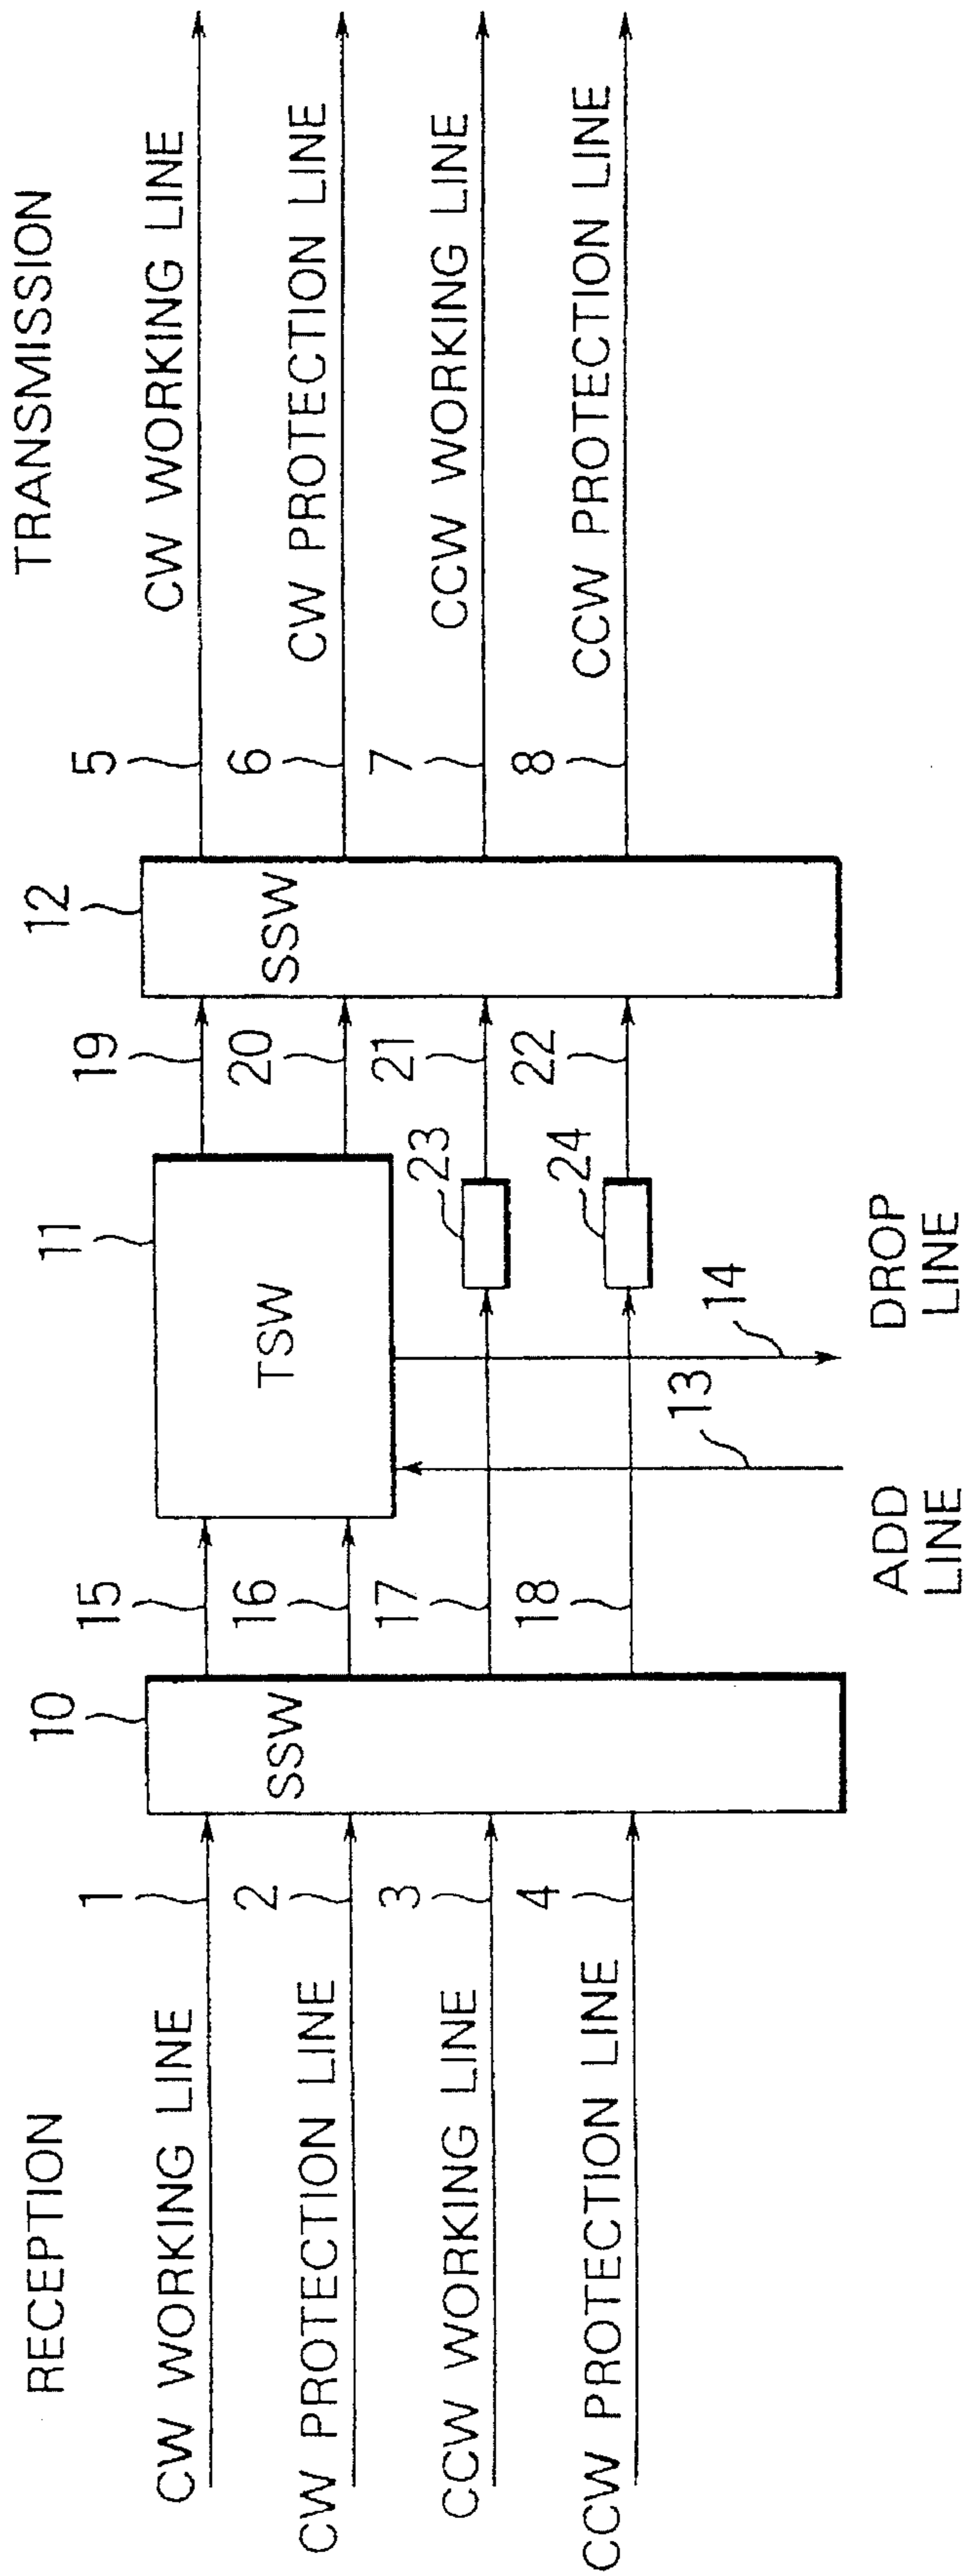 RECEPTION
TRANSMISSION
CW WORKING LINE
1
10
SSW
15
11
TSW
19
12
SSW
5
CW WORKING LINE
CW PROTECTION LINE
2
16
20
6
CW PROTECTION LINE
CCW WORKING LINE
3
17
23
21
7
CCW WORKING LINE
CCW PROTECTION LINE
4
18
24
22
8
CCW PROTECTION LINE
13
14
ADD
LINE
DROP
LINE